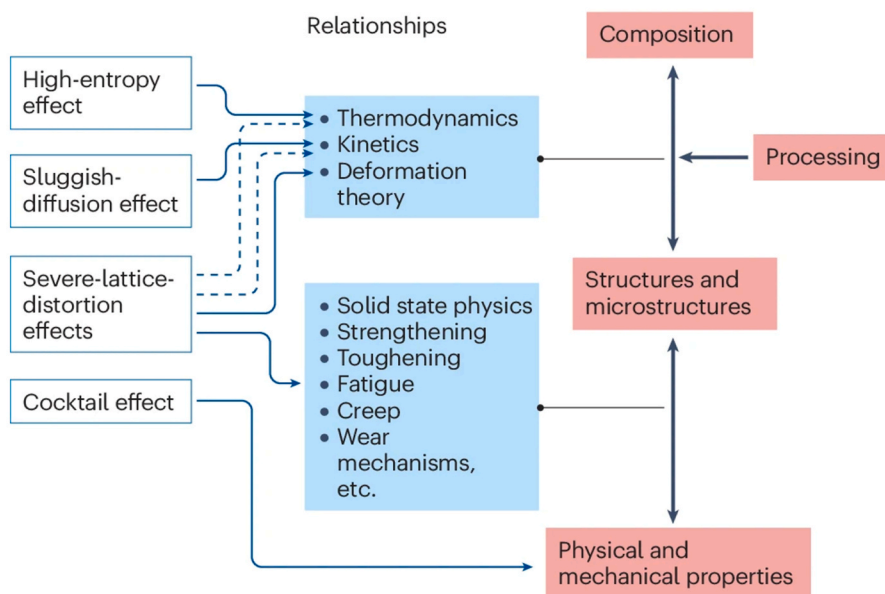 Relationships
High-entropy
effect
Sluggish-
diffusion effect
Severe-lattice-
distortion
effects
Cocktail effect
• Thermodynamics
• Kinetics
• Deformation
theory
• Solid state physics
• Strengthening
• Toughening
• Fatigue
• Creep
• Wear
mechanisms,
etc.
Composition
Processing
Structures and
microstructures
Physical and
mechanical properties